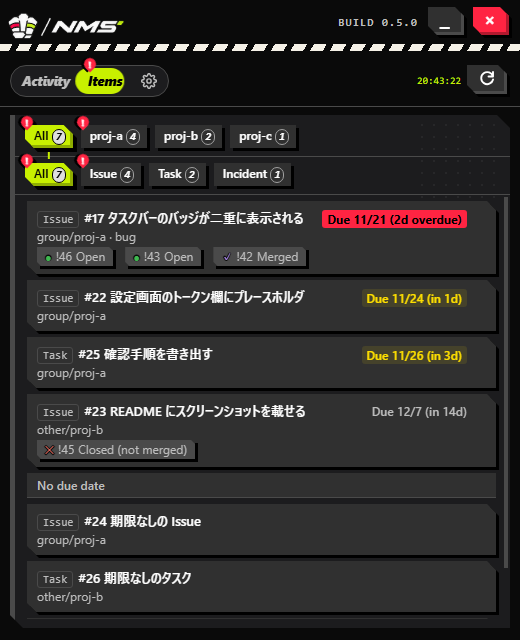 NMS BUILD 0.5.0
Activity Items 20:43:22
All 7 proj-a 4 proj-b 2 proj-c 1
All 7 Issue 4 Task 2 Incident 1
Issue #17 タスクバーのバッジが二重に表示される Due 11/21 (2d overdue)
group/proj-a · bug
!46 Open !43 Open !42 Merged
Issue #22 設定画面のトークン欄にプレースホルダ Due 11/24 (in 1d)
group/proj-a
Task #25 確認手順を書き出す Due 11/26 (in 3d)
group/proj-a
Issue #23 README にスクリーンショットを載せる Due 12/7 (in 14d)
other/proj-b
!45 Closed (not merged)
No due date
Issue #24 期限なしの Issue
group/proj-a
Task #26 期限なしのタスク
other/proj-b